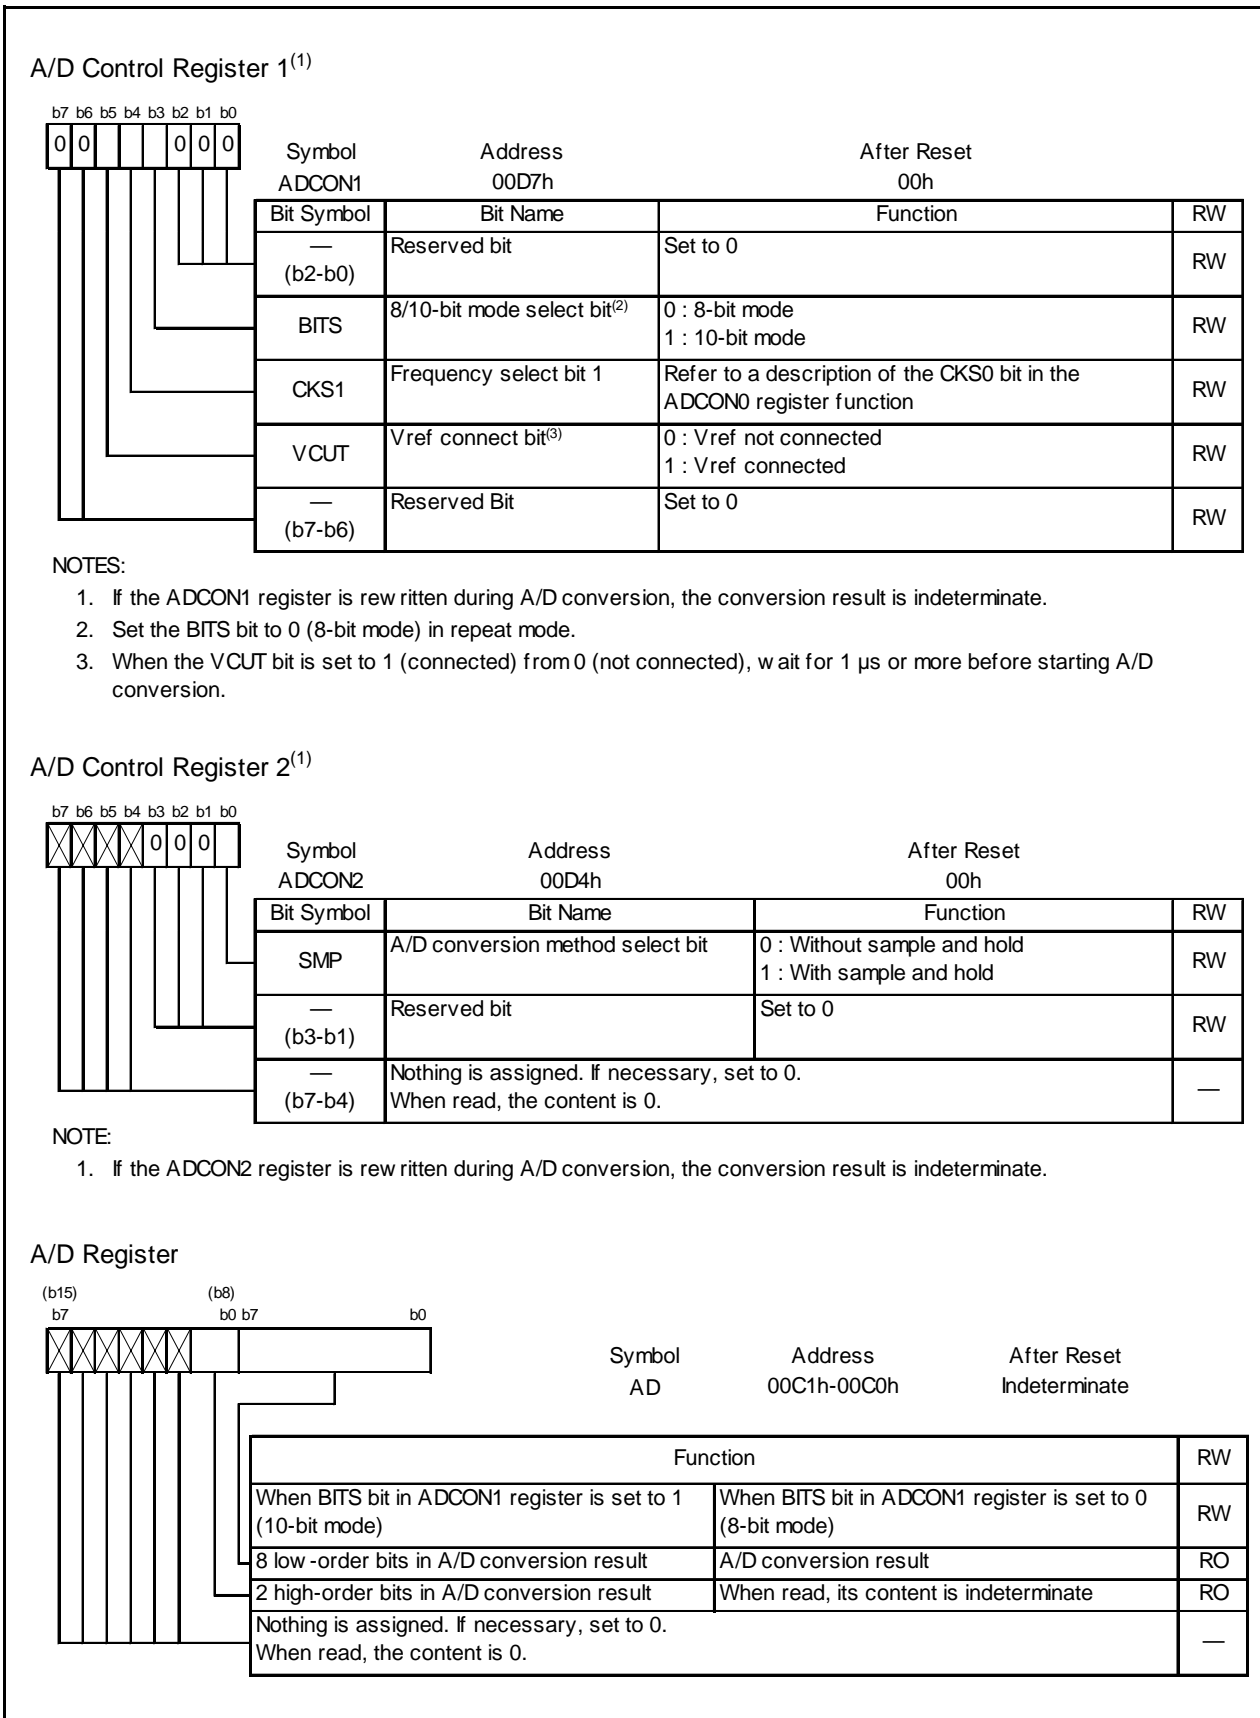 A/D Control Register 1(1)
b7 b6 b5 b4 b3 b2 b1 b0
0 0 0 0 0
Symbol Address After Reset
ADCON1 00D7h 00h
Bit Symbol Bit Name Function RW
— (b2-b0) Reserved bit Set to 0 RW
BITS 8/10-bit mode select bit(2) 0 : 8-bit mode
1 : 10-bit mode RW
CKS1 Frequency select bit 1 Refer to a description of the CKS0 bit in the
ADCON0 register function RW
VCUT Vref connect bit(3) 0 : Vref not connected
1 : Vref connected RW
— (b7-b6) Reserved Bit Set to 0 RW
NOTES:
1. If the ADCON1 register is rewritten during A/D conversion, the conversion result is indeterminate.
2. Set the BITS bit to 0 (8-bit mode) in repeat mode.
3. When the VCUT bit is set to 1 (connected) from 0 (not connected), wait for 1 µs or more before starting A/D
conversion.
A/D Control Register 2(1)
b7 b6 b5 b4 b3 b2 b1 b0
0 0 0
Symbol Address After Reset
ADCON2 00D4h 00h
Bit Symbol Bit Name Function RW
SMP A/D conversion method select bit 0 : Without sample and hold
1 : With sample and hold RW
— (b3-b1) Reserved bit Set to 0 RW
— (b7-b4) Nothing is assigned. If necessary, set to 0.
When read, the content is 0. —
NOTE:
1. If the ADCON2 register is rewritten during A/D conversion, the conversion result is indeterminate.
A/D Register
(b15) (b8)
b7 b0 b7 b0
Symbol Address After Reset
AD 00C1h-00C0h Indeterminate
Function RW
When BITS bit in ADCON1 register is set to 1
(10-bit mode)
When BITS bit in ADCON1 register is set to 0
(8-bit mode)
RW
8 low-order bits in A/D conversion result A/D conversion result RO
2 high-order bits in A/D conversion result When read, its content is indeterminate RO
Nothing is assigned. If necessary, set to 0.
When read, the content is 0. —